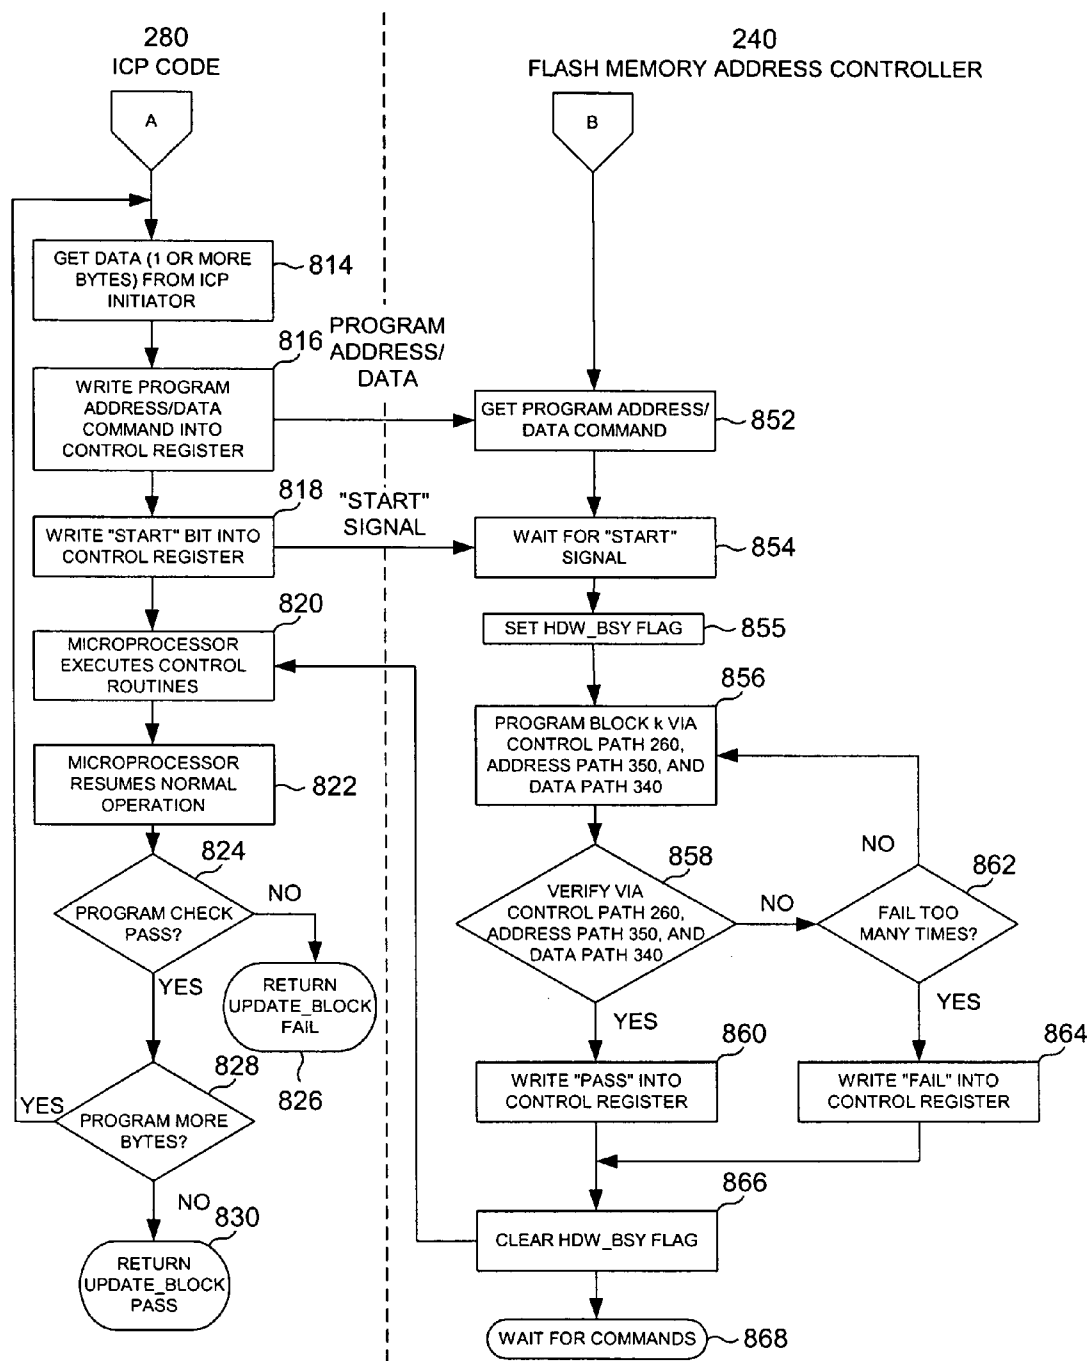 280
ICP CODE
240
FLASH MEMORY ADDRESS CONTROLLER
A
B
GET DATA (1 OR MORE
BYTES) FROM ICP
INITIATOR
814
816
PROGRAM
ADDRESS/
DATA
WRITE PROGRAM
ADDRESS/DATA
COMMAND INTO
CONTROL REGISTER
GET PROGRAM ADDRESS/
DATA COMMAND
852
818
"START"
SIGNAL
WRITE "START" BIT INTO
CONTROL REGISTER
WAIT FOR "START"
SIGNAL
854
820
SET HDW_BSY FLAG
855
MICROPROCESSOR
EXECUTES CONTROL
ROUTINES
856
PROGRAM BLOCK k VIA
CONTROL PATH 260,
ADDRESS PATH 350, AND
DATA PATH 340
MICROPROCESSOR
RESUMES NORMAL
OPERATION
822
824
PROGRAM CHECK
PASS?
NO
YES
858
VERIFY VIA
CONTROL PATH 260,
ADDRESS PATH 350, AND
DATA PATH 340
NO
YES
NO
862
FAIL TOO
MANY TIMES?
YES
RETURN
UPDATE_BLOCK
FAIL
826
828
YES
PROGRAM MORE
BYTES?
NO
860
WRITE "PASS" INTO
CONTROL REGISTER
864
WRITE "FAIL" INTO
CONTROL REGISTER
830
RETURN
UPDATE_BLOCK
PASS
866
CLEAR HDW_BSY FLAG
WAIT FOR COMMANDS
868